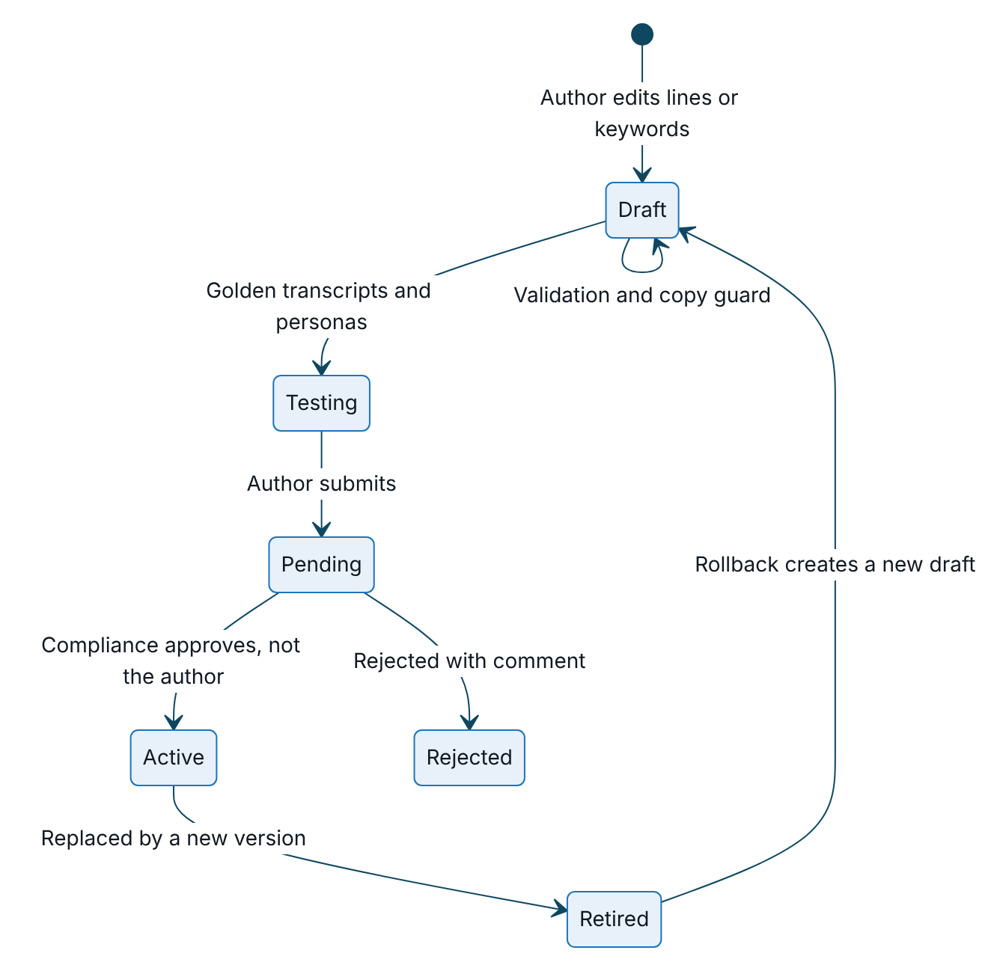 Author edits lines or
keywords
Draft
Golden transcripts and
personas
Validation and copy guard
Testing
Author submits
Pending
Rollback creates a new draft
Compliance approves, not
the author
Rejected with comment
Active
Rejected
Replaced by a new version
Retired